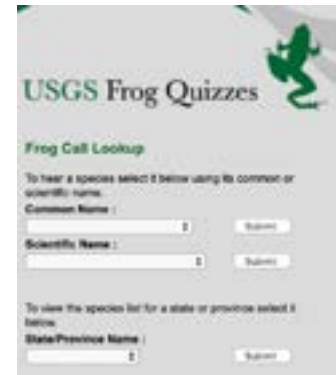 USGS Frog Quizzes
Frog Call Lookup
To hear a species select it below using its common or
scientific name.
Common Name :
Submit
Scientific Name :
Submit
To view the species list for a state or province select it
below.
State/Province Name :
Submit